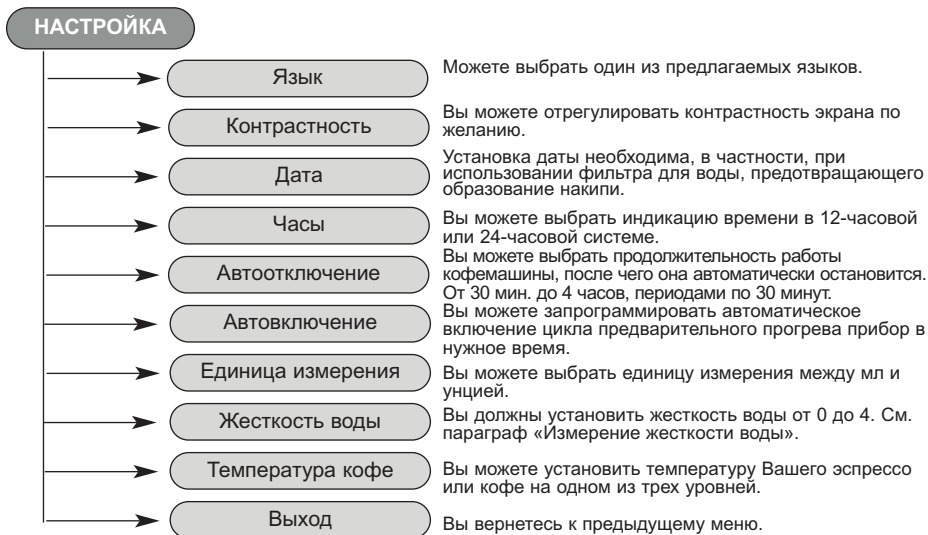 НАСТРОЙКА
Язык
Можете выбрать один из предлагаемых языков.
Контрастность
Вы можете отрегулировать контрастность экрана по
желанию.
Дата
Установка даты необходима, в частности, при
использовании фильтра для воды, предотвращающего
образование накипи.
Часы
Вы можете выбрать индикацию времени в 12-часовой
или 24-часовой системе.
Автоотключение
Вы можете выбрать продолжительность работы
кофемашины, после чего она автоматически остановится.
От 30 мин. до 4 часов, периодами по 30 минут.
Автовключение
Вы можете запрограммировать автоматическое
включение цикла предварительного прогрева прибор в
нужное время.
Единица измерения
Вы можете выбрать единицу измерения между мл и
унцией.
Жесткость воды
Вы должны установить жесткость воды от 0 до 4. См.
параграф «Измерение жесткости воды».
Температура кофе
Вы можете установить температуру Вашего эспрессо
или кофе на одном из трех уровней.
Выход
Вы вернетесь к предыдущему меню.